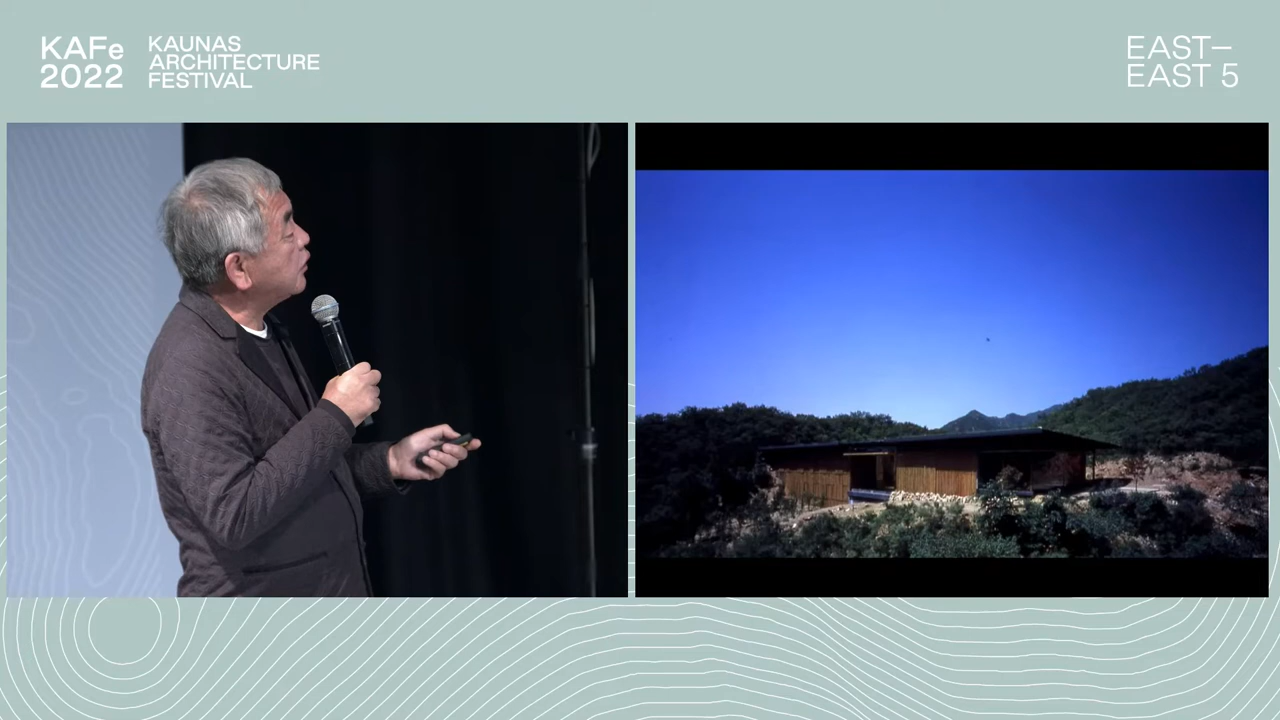 KAFe
2022
KAUNAS
ARCHITECTURE
FESTIVAL
EAST–
EAST 5